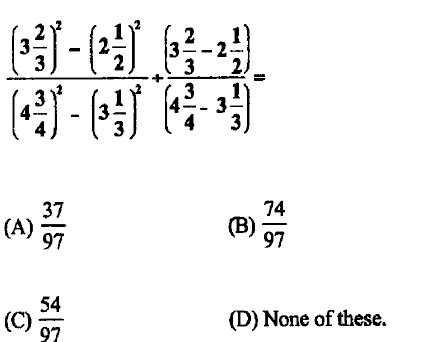 \frac{\left(3\frac{2}{3}\right)^2 - \left(2\frac{1}{2}\right)^2}{\left(4\frac{3}{4}\right)^2 - \left(3\frac{1}{3}\right)^2} + \frac{\left(3\frac{2}{3} - 2\frac{1}{2}\right)}{\left(4\frac{3}{4} - 3\frac{1}{3}\right)} =
(A) \frac{37}{97} (B) \frac{74}{97}
(C) \frac{54}{97} (D) None of these.